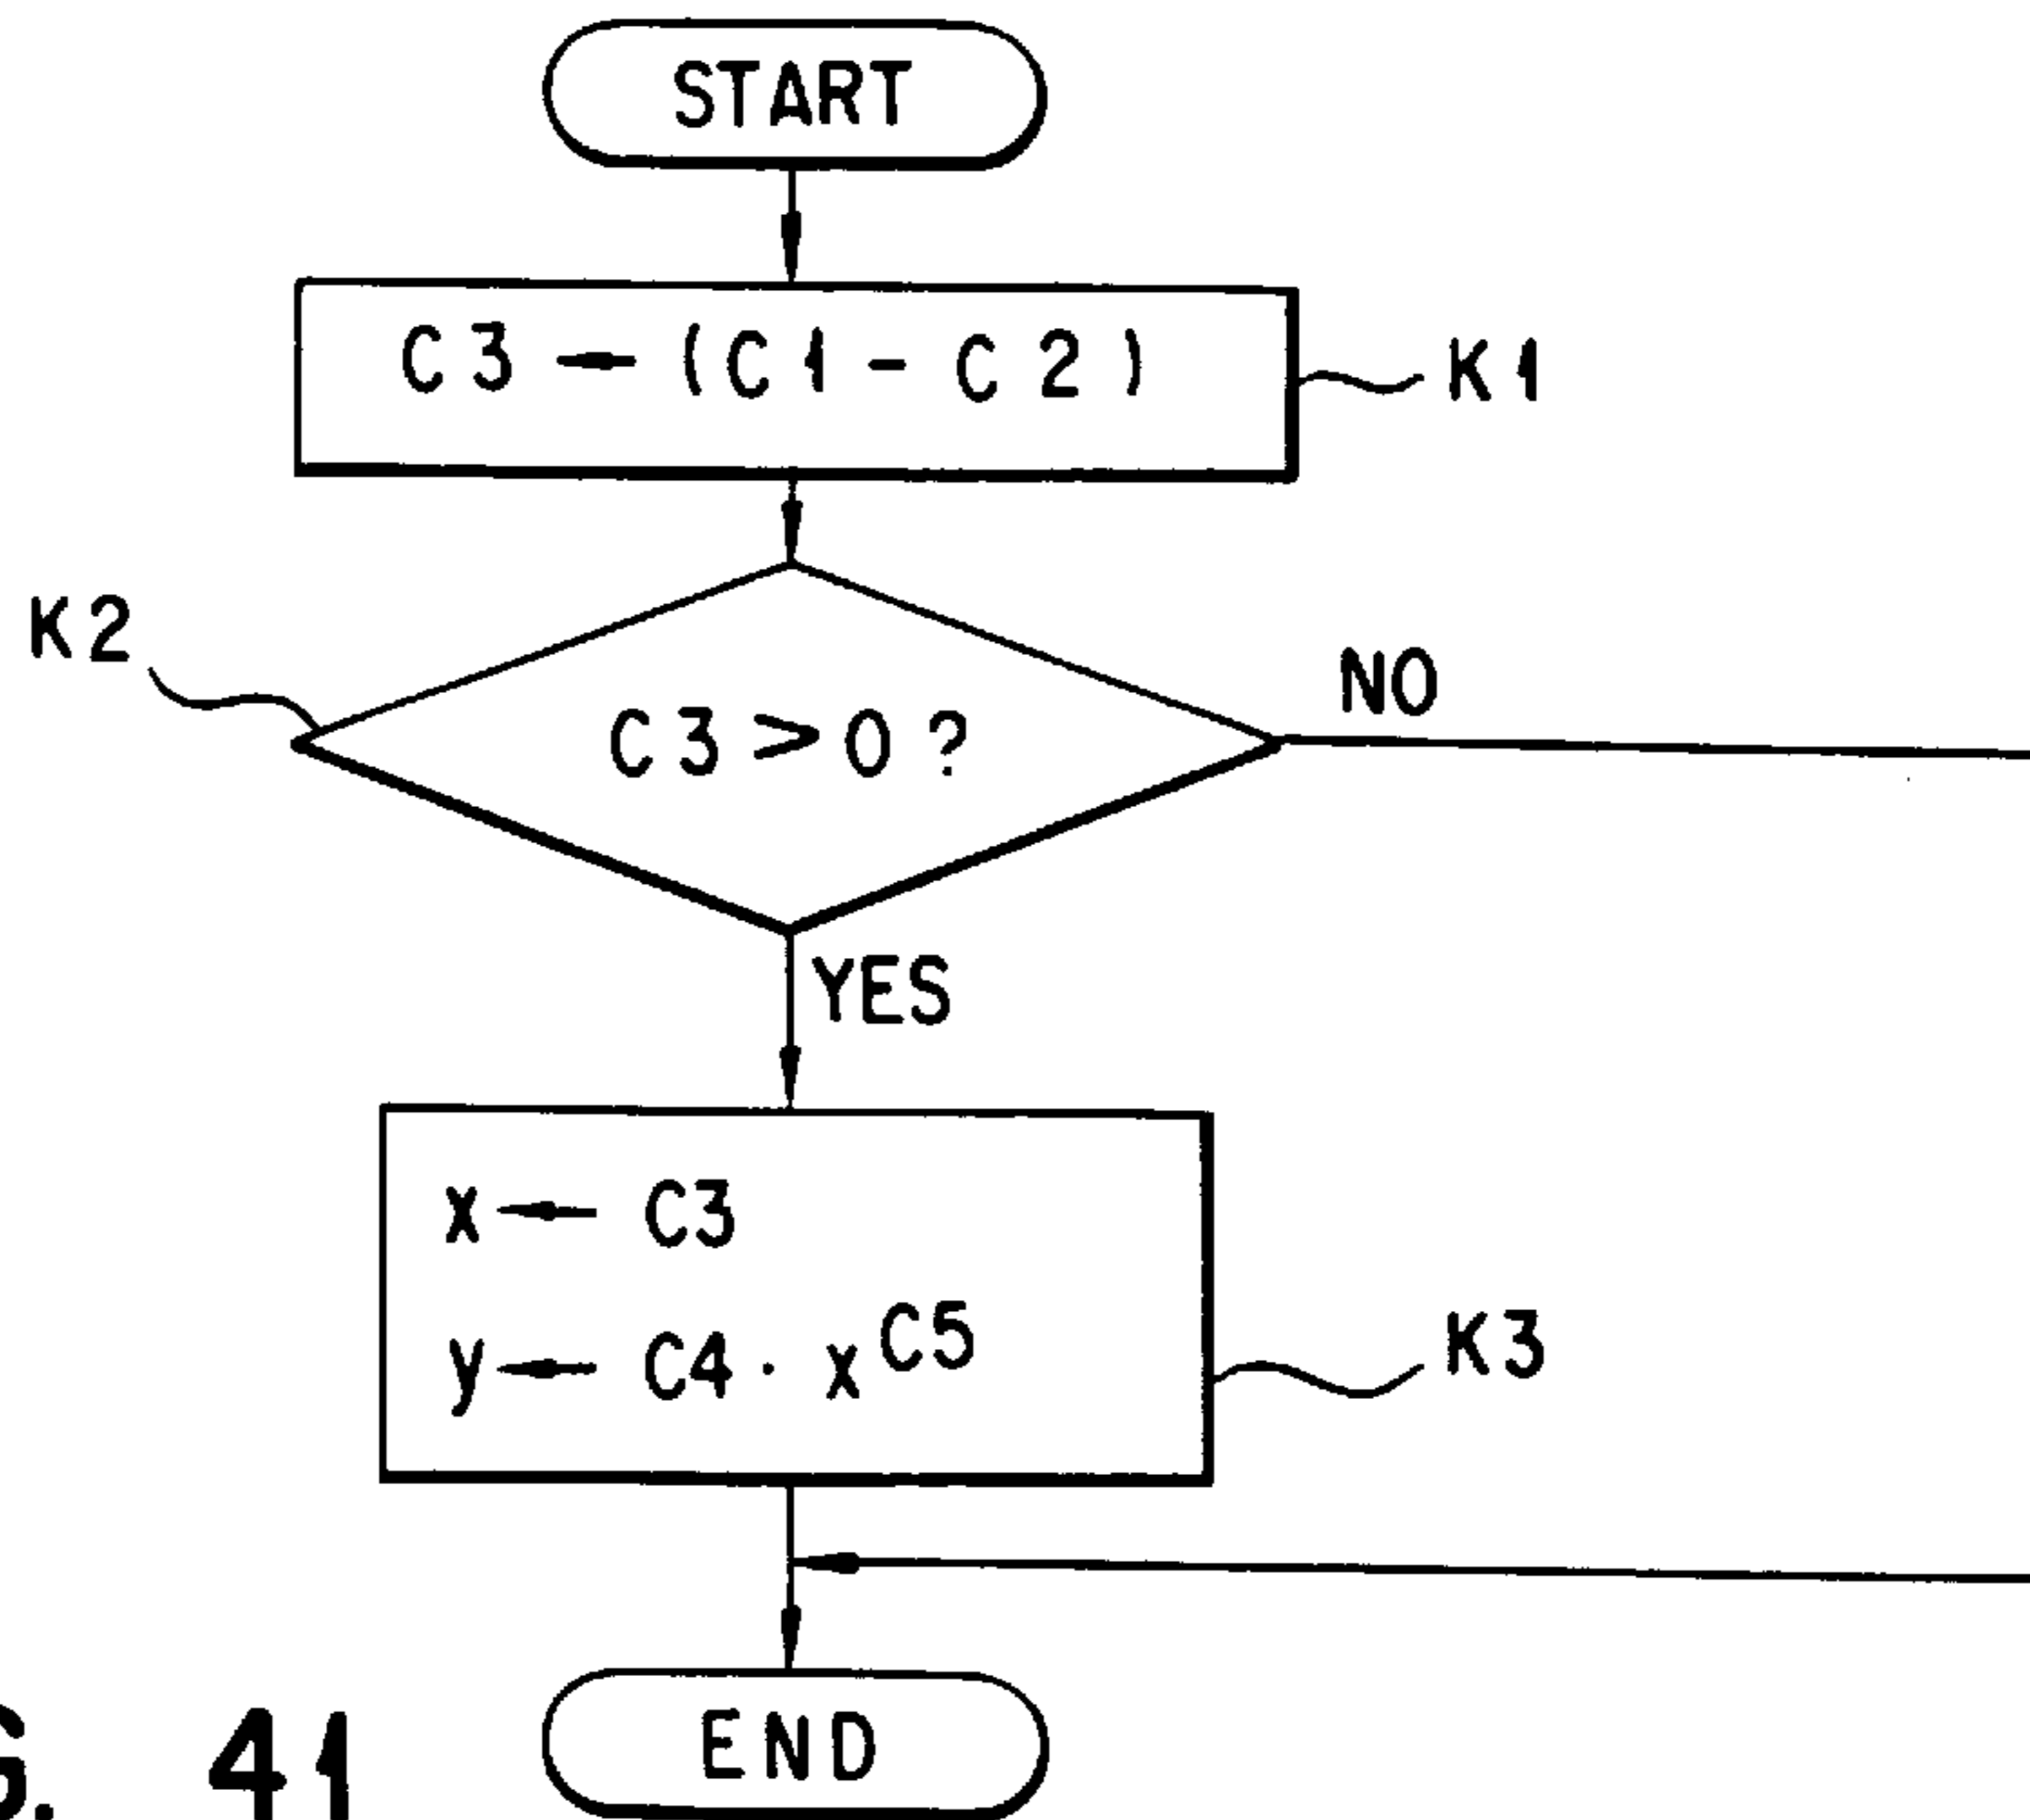 START
C3 ← (C1 - C2)
K1
K2
C3 > 0 ?
NO
YES
x ← C3
y ← C4 · x^C5
K3
END
41